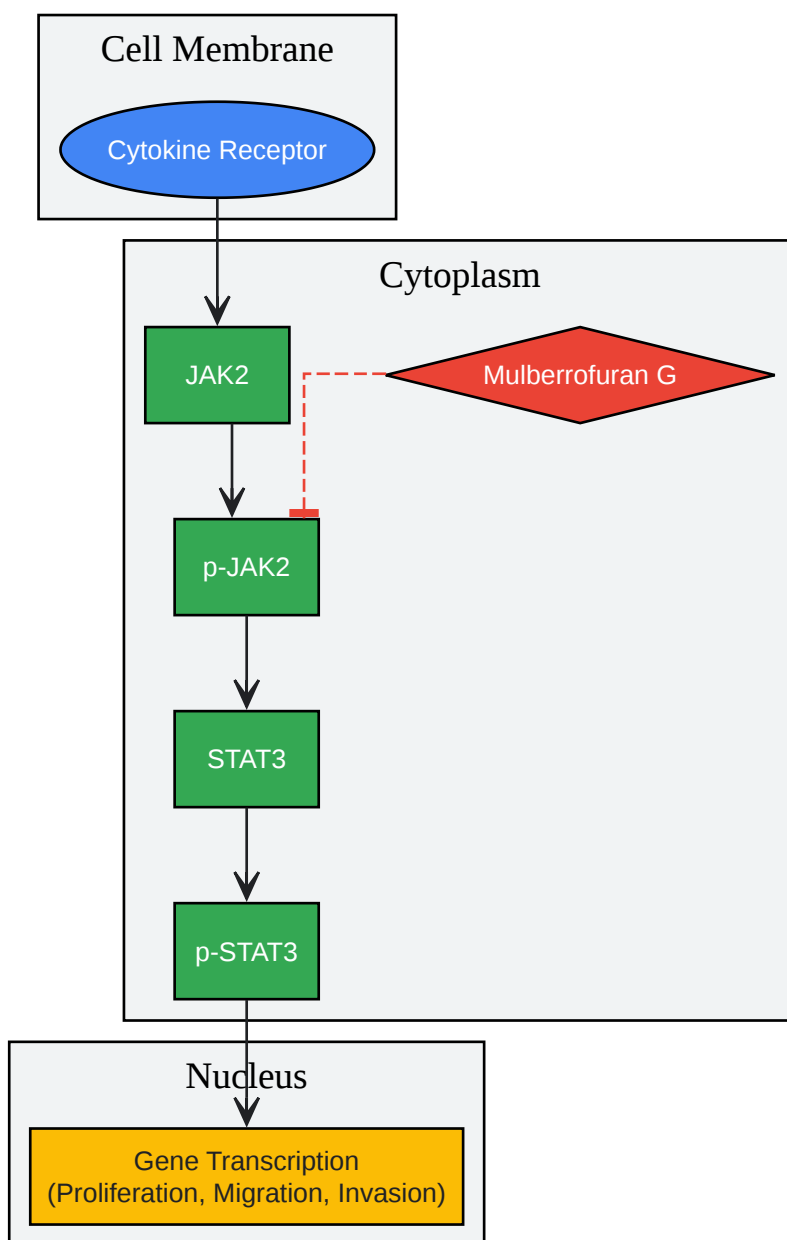 Cell Membrane
Cytokine Receptor
Cytoplasm
JAK2
Mulberrofuran G
p-JAK2
STAT3
p-STAT3
Nucleus
Gene Transcription
(Proliferation, Migration, Invasion)